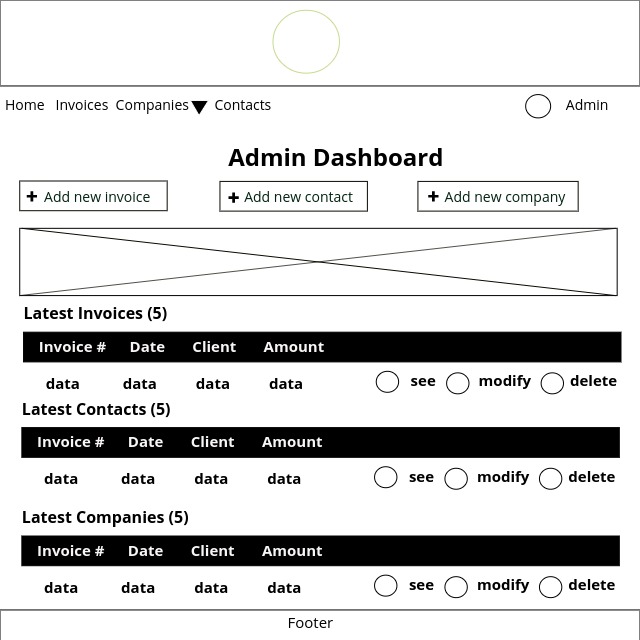 Home Invoices Companies Contacts Admin
Admin Dashboard
Add new invoice Add new contact Add new company
Latest Invoices (5)
Invoice # Date Client Amount
data data data data see modify delete
Latest Contacts (5)
Invoice # Date Client Amount
data data data data see modify delete
Latest Companies (5)
Invoice # Date Client Amount
data data data data see modify delete
Footer